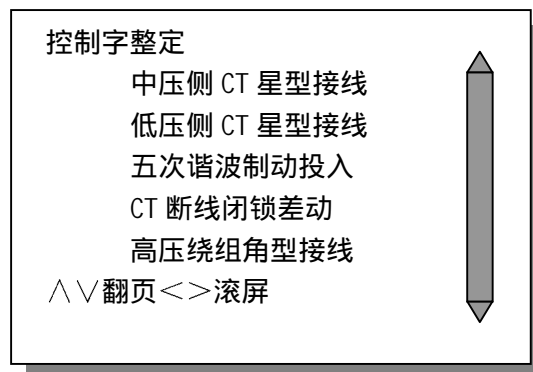 控制字整定
中压侧 CT 星型接线
低压侧 CT 星型接线
五次谐波制动投入
CT 断线闭锁差动
高压绕组角型接线
∧∨翻页＜＞滚屏